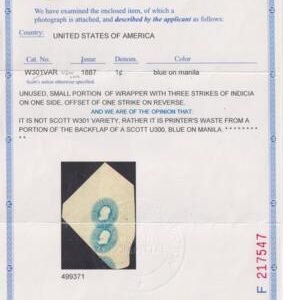 We have examined the enclosed item, of which a
photograph is attached, and described by the applicant as follows:
Country: UNITED STATES OF AMERICA
Cat. No. Issue Denom. Color
W301VAR 1887 1¢ blue on manila
Scott's unless otherwise specified.
UNUSED, SMALL PORTION OF WRAPPER WITH THREE STRIKES OF INDICIA
ON ONE SIDE. OFFSET OF ONE STRIKE ON REVERSE.
AND WE ARE OF THE OPINION THAT:
IT IS NOT SCOTT W301 VARIETY, RATHER IT IS PRINTER'S WASTE FROM A
PORTION OF THE BACKFLAP OF A SCOTT U300, BLUE ON MANILA ********
**
499371
F 217547